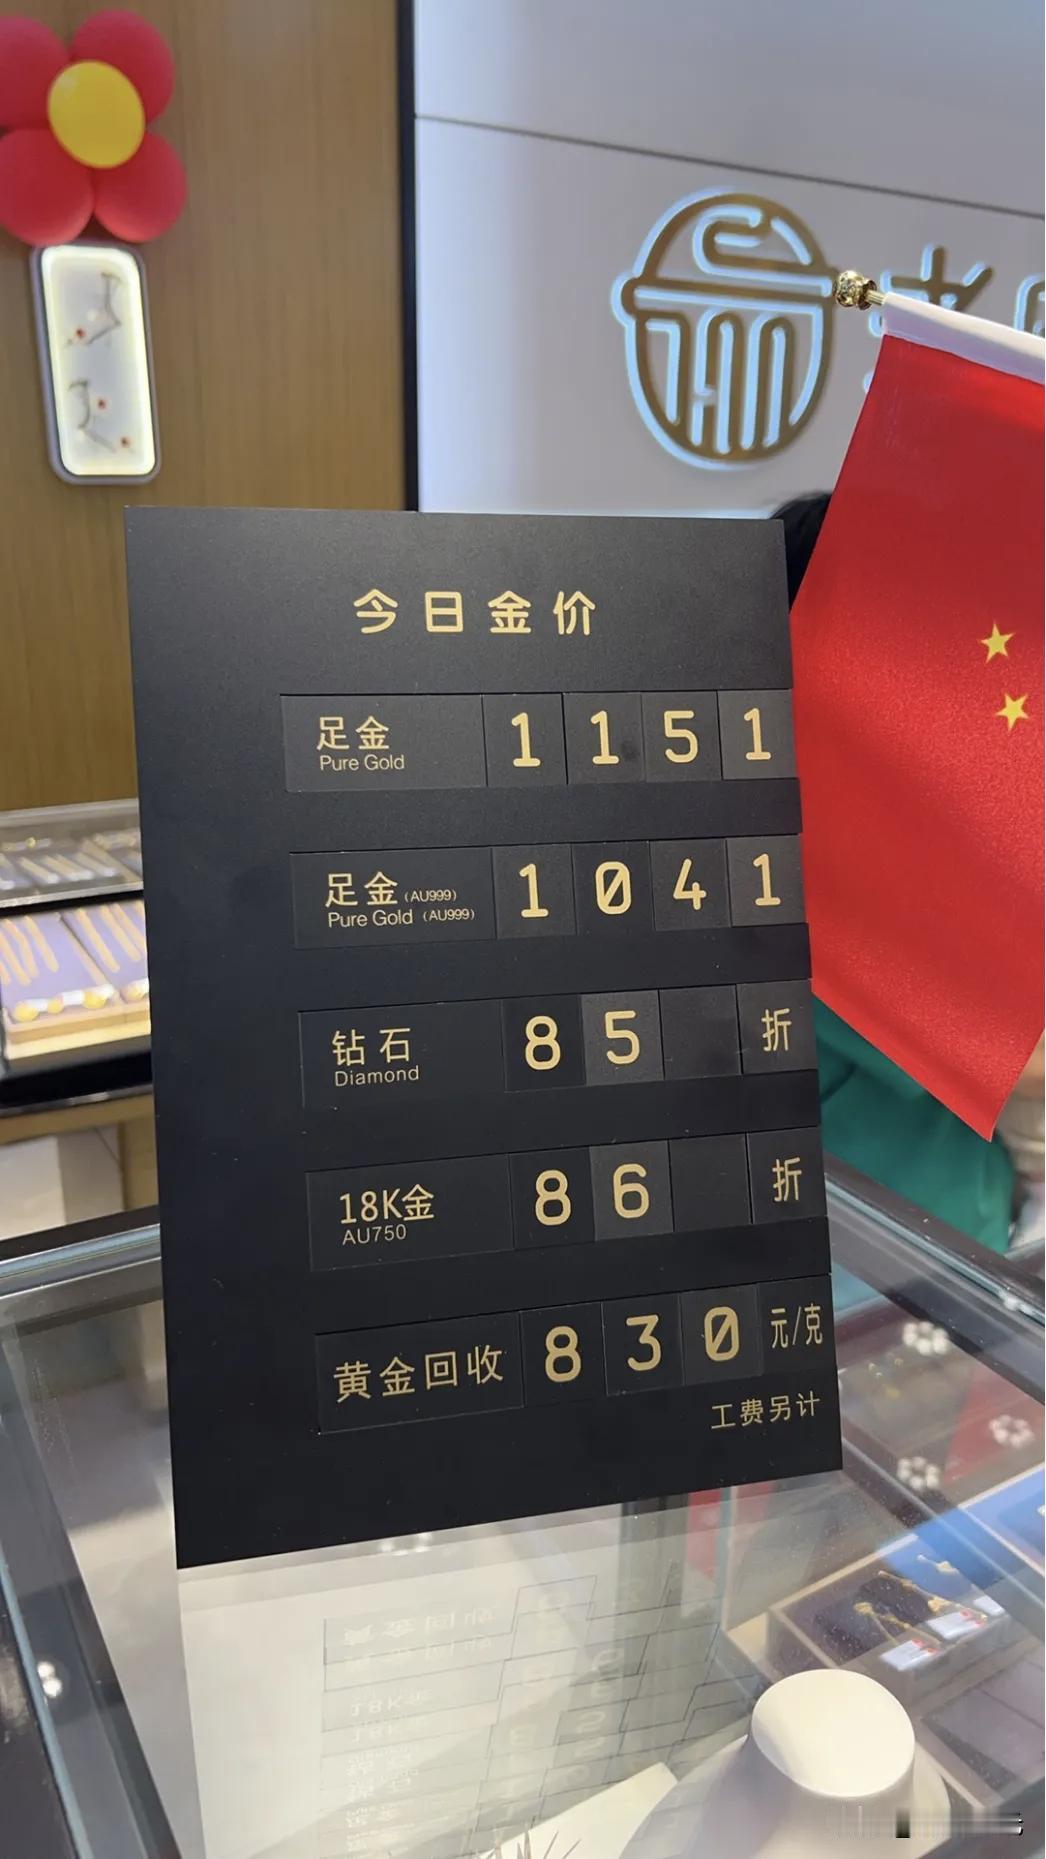 今日金价
足金 1151
Pure Gold
足金(AU999) 1041
Pure Gold (AU999)
钻石 85 折
Diamond
18K金 86 折
AU750
黄金回收 830 元/克
工费另计